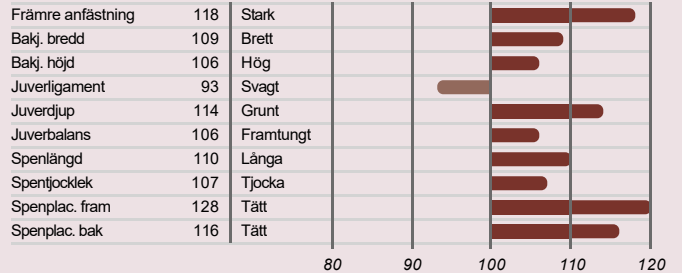 Främre anfästning 118 Stark
Bakj. bredd 109 Brett
Bakj. höjd 106 Hög
Juverligament 93 Svagt
Juverdjup 114 Grunt
Juverbalans 106 Framtungt
Spenlängd 110 Långa
Spentjocklek 107 Tjocka
Spenplac. fram 128 Tätt
Spenplac. bak 116 Tätt
80 90 100 110 120